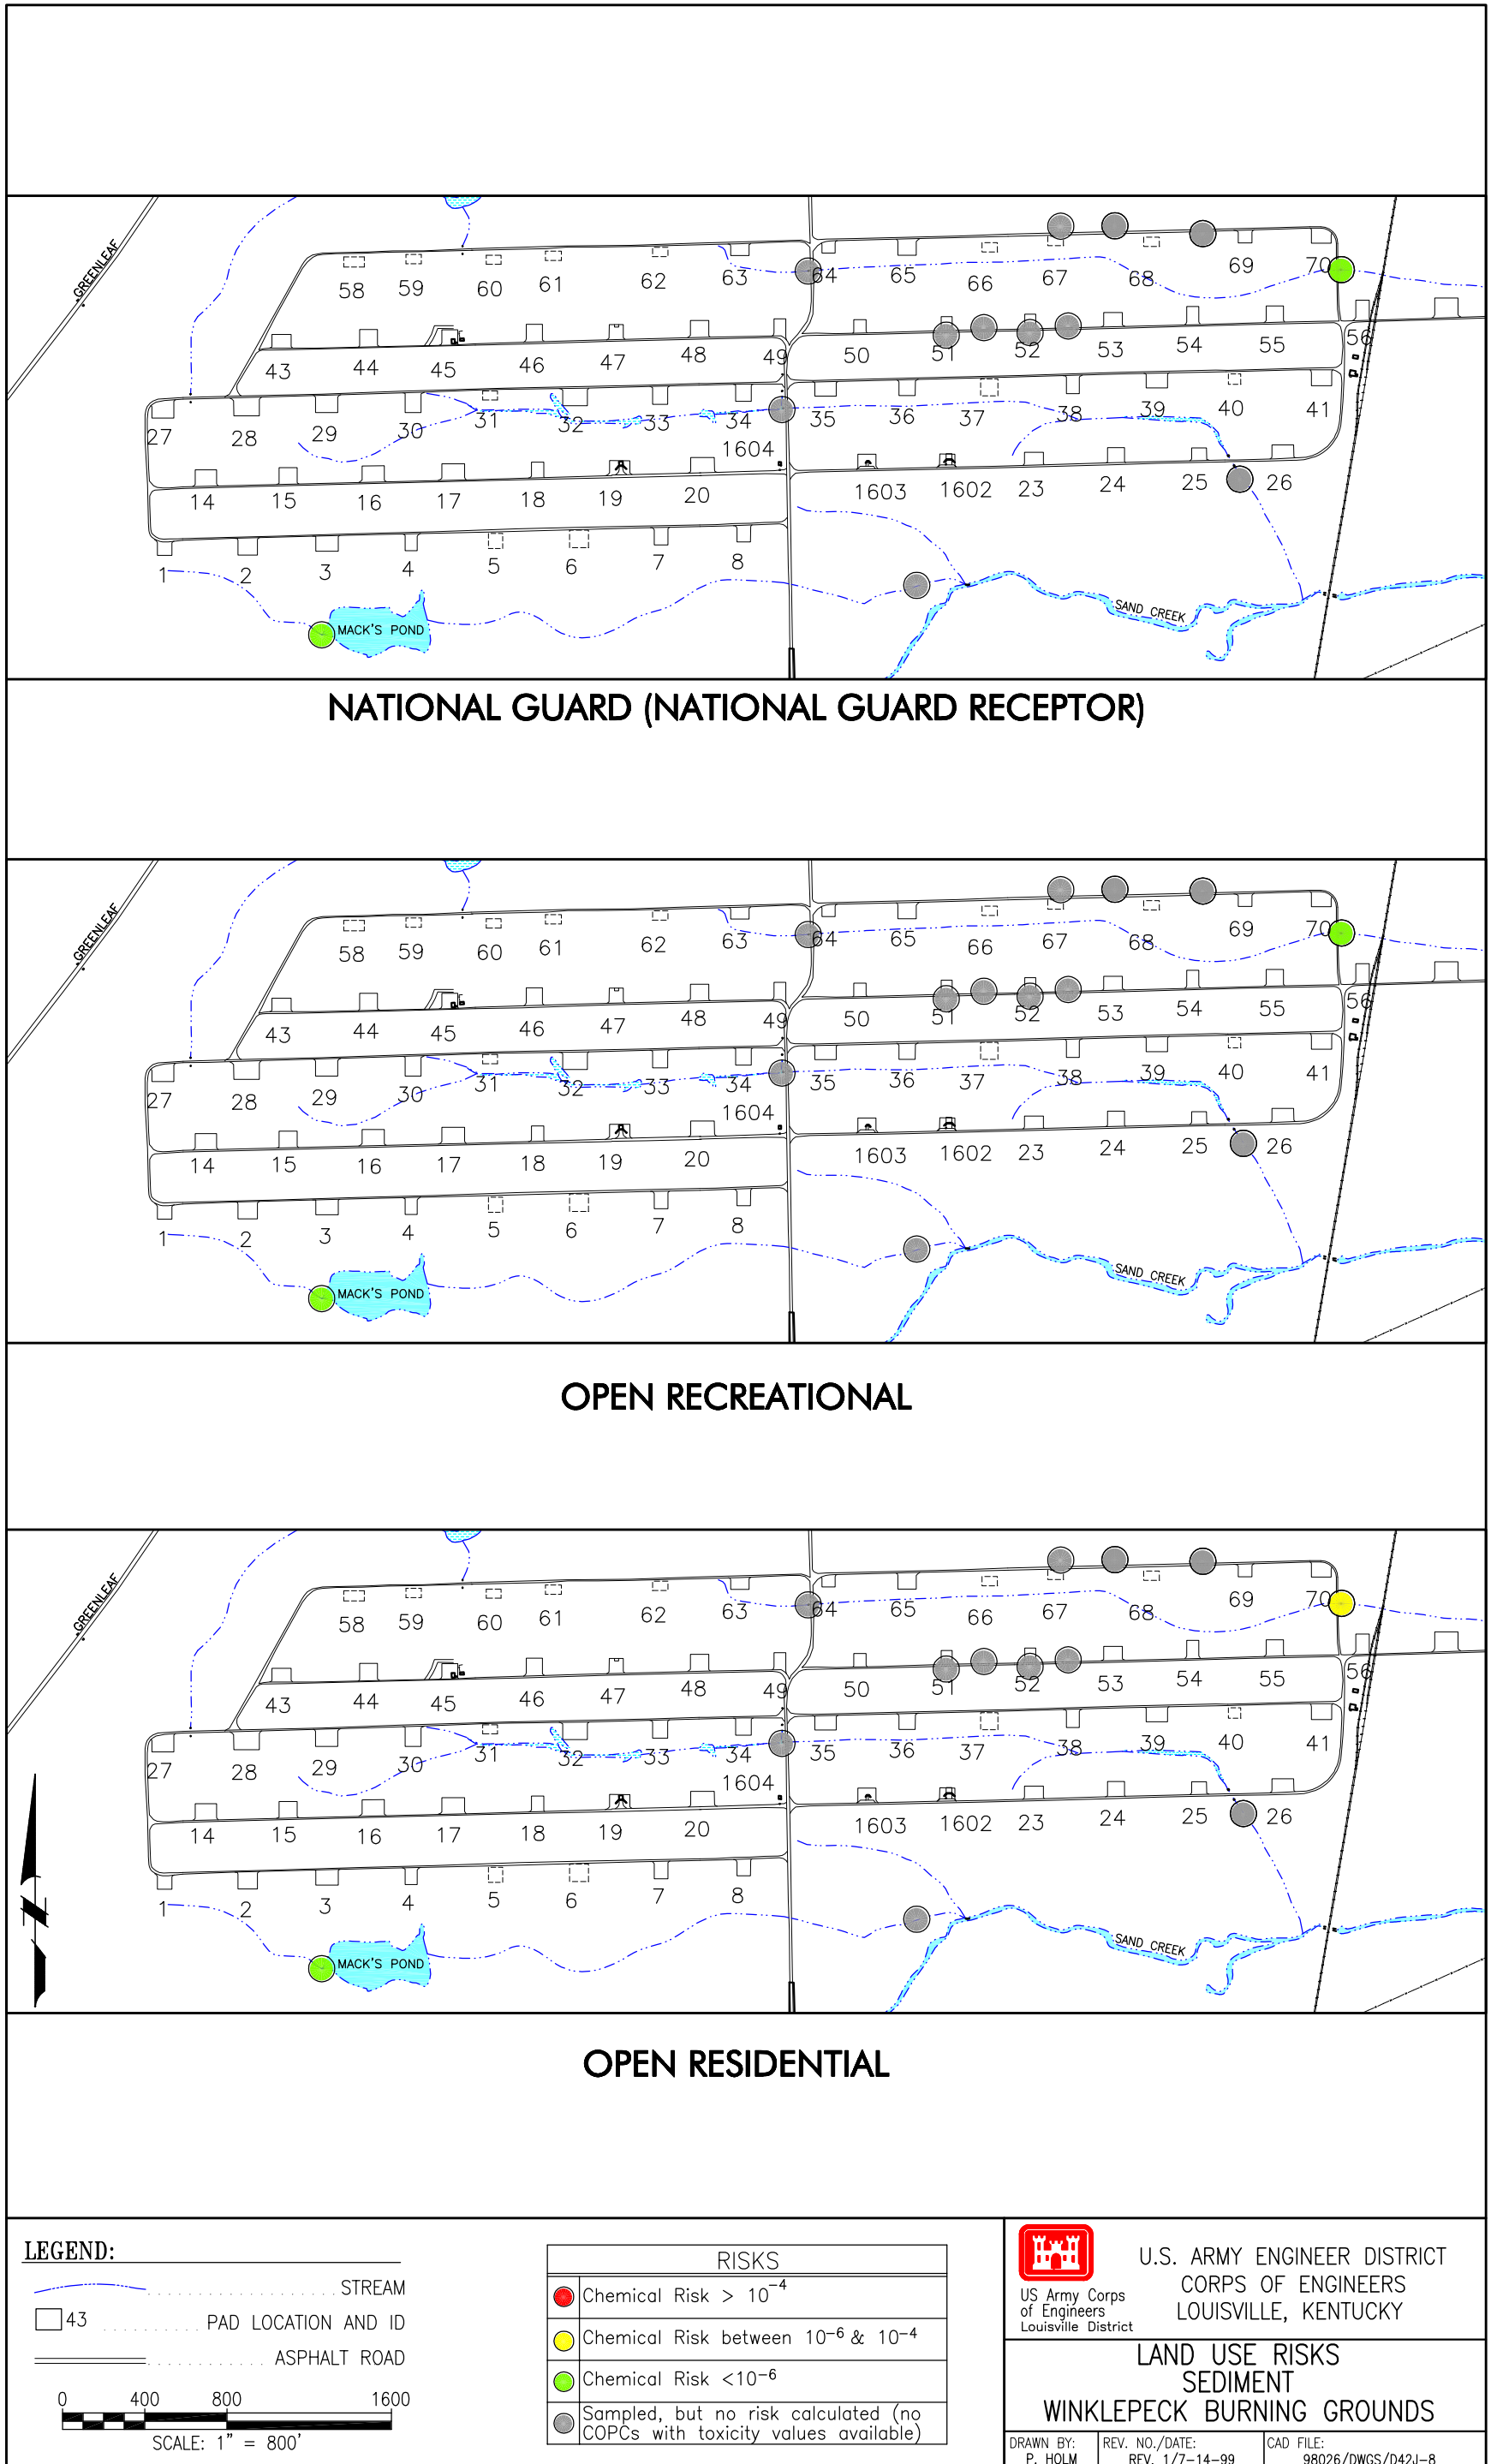 GREENLEAF
58 59 60 61 62 63 64 65 66 67 68 69 70
43 44 45 46 47 48 49 50 51 52 53 54 55 56
27 28 29 30 31 32 33 34 35 36 37 38 39 40 41
1604
14 15 16 17 18 19 20 1603 1602 23 24 25 26
1 2 3 4 5 6 7 8
MACK'S POND
SAND CREEK
NATIONAL GUARD (NATIONAL GUARD RECEPTOR)
GREENLEAF
58 59 60 61 62 63 64 65 66 67 68 69 70
43 44 45 46 47 48 49 50 51 52 53 54 55 56
27 28 29 30 31 32 33 34 35 36 37 38 39 40 41
1604
14 15 16 17 18 19 20 1603 1602 23 24 25 26
1 2 3 4 5 6 7 8
MACK'S POND
SAND CREEK
OPEN RECREATIONAL
GREENLEAF
58 59 60 61 62 63 64 65 66 67 68 69 70
43 44 45 46 47 48 49 50 51 52 53 54 55 56
27 28 29 30 31 32 33 34 35 36 37 38 39 40 41
1604
14 15 16 17 18 19 20 1603 1602 23 24 25 26
1 2 3 4 5 6 7 8
MACK'S POND
SAND CREEK
N
OPEN RESIDENTIAL
LEGEND:
STREAM
43 PAD LOCATION AND ID
ASPHALT ROAD
0 400 800 1600
SCALE: 1" = 800'
RISKS
Chemical Risk > 10-4
Chemical Risk between 10-6 & 10-4
Chemical Risk <10-6
Sampled, but no risk calculated (no
COPCs with toxicity values available)
US Army Corps
of Engineers
Louisville District
U.S. ARMY ENGINEER DISTRICT
CORPS OF ENGINEERS
LOUISVILLE, KENTUCKY
LAND USE RISKS
SEDIMENT
WINKLEPECK BURNING GROUNDS
DRAWN BY: REV. NO./DATE: CAD FILE:
P. HOLM REV. 1/7-14-99 98026/DWGS/D42J-8